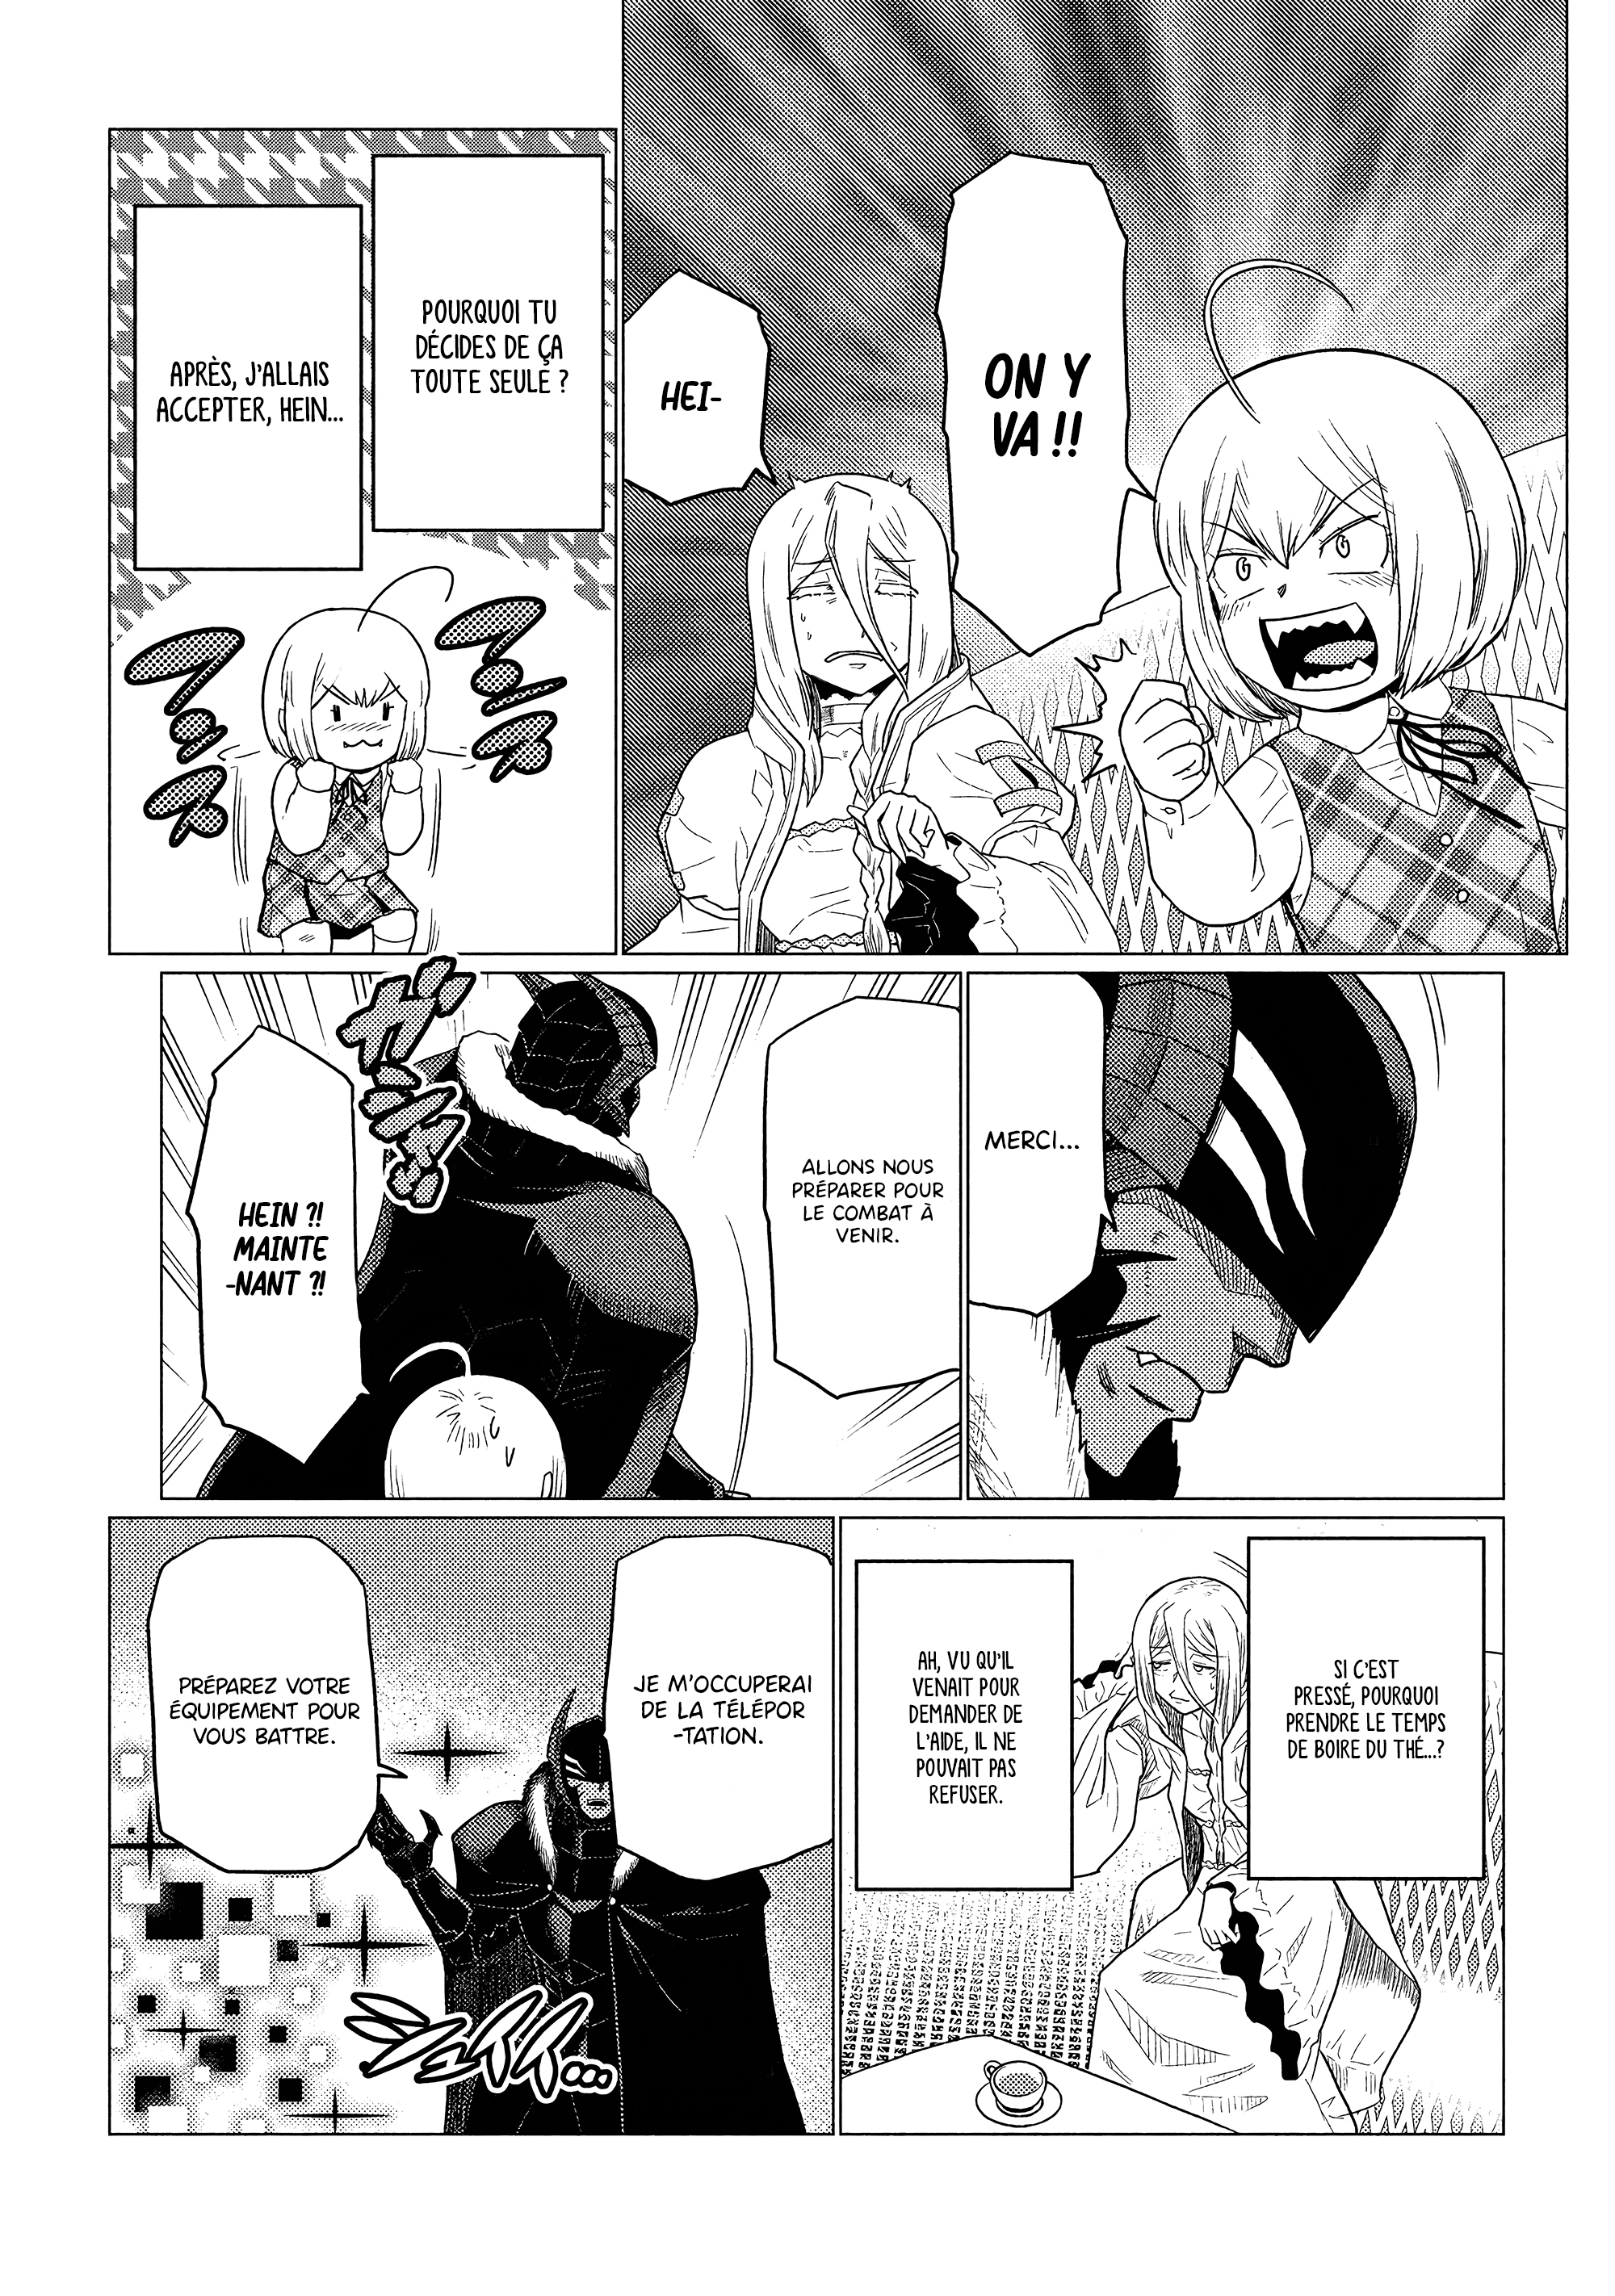 ON Y
VA !!
HEI-
POURQUOI TU
DÉCIDES DE ÇA
TOUTE SEULE ?
APRÈS, J'ALLAIS
ACCEPTER, HEIN...
MERCI...
ALLONS NOUS
PRÉPARER POUR
LE COMBAT À
VENIR.
HEIN ?!
MAINTE
-NANT ?!
SI C'EST
PRESSÉ, POURQUOI
PRENDRE LE TEMPS
DE BOIRE DU THÉ...?
AH, VU QU'IL
VENAIT POUR
DEMANDER DE
L'AIDE, IL NE
POUVAIT PAS
REFUSER.
JE M'OCCUPERAI
DE LA TÉLÉPOR
-TATION.
PRÉPAREZ VOTRE
ÉQUIPEMENT POUR
VOUS BATTRE.